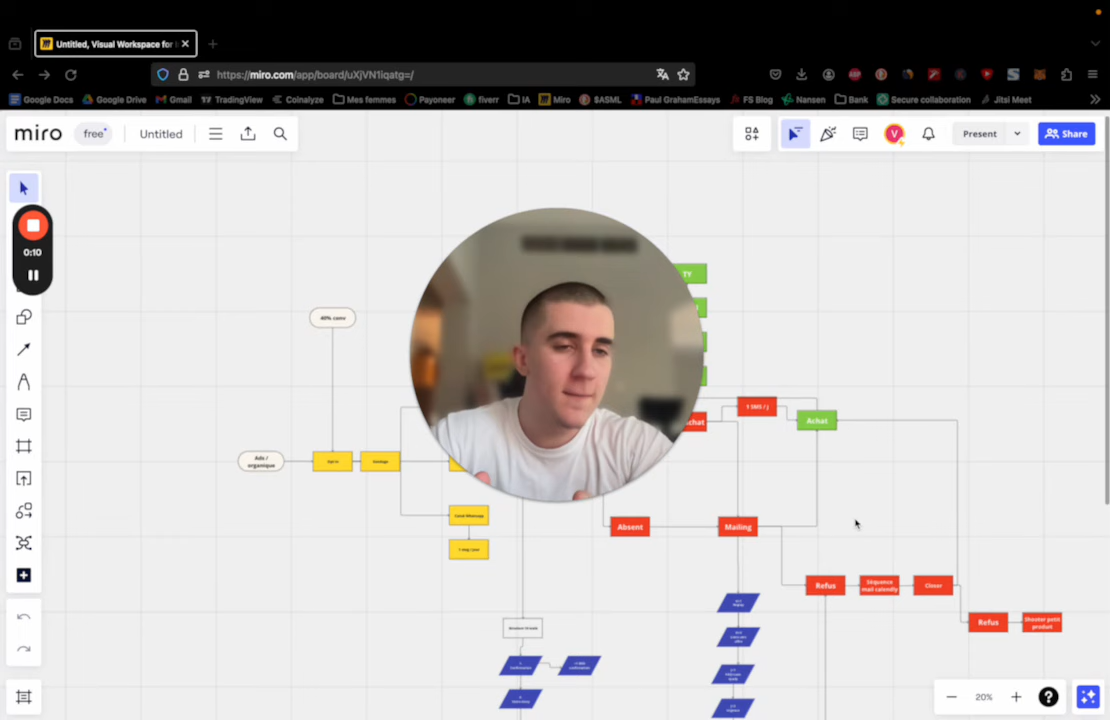 Untitled, Visual Workspace for
https://miro.com/app/board/uXjVN1iqatg=/
Google Docs
Google Drive
Gmail
TradingView
Coinalyze
Mes femmes
Payoneer
fiverr
IA
Miro
$ASML
Paul GrahamEssays
FS Blog
Nansen
Bank
Secure collaboration
Jitsi Meet
miro
free
Untitled
V
Present
Share
0:10
40% conv
TY
1 SMS / j
chat
Achat
Ads /
organique
Absent
Mailing
Refus
Séquence
mail calendly
Closer
Refus
Shooter petit
produit
20%